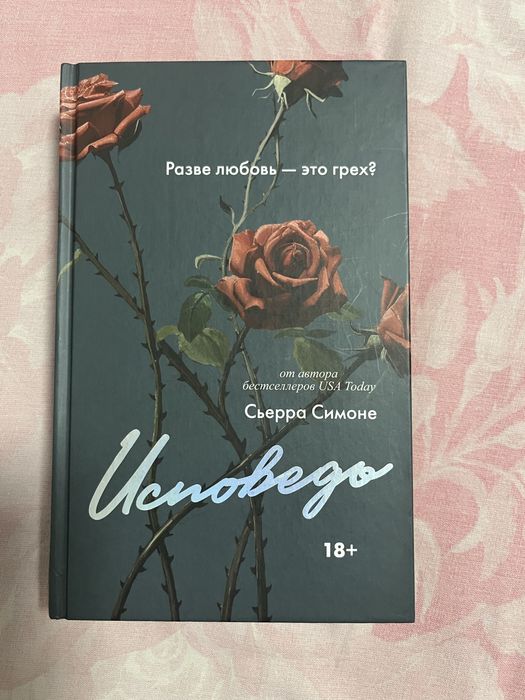 Разве любовь — это грех?
от автора
бестселлеров USA Today
Сьерра Симоне
Исповедь
18+